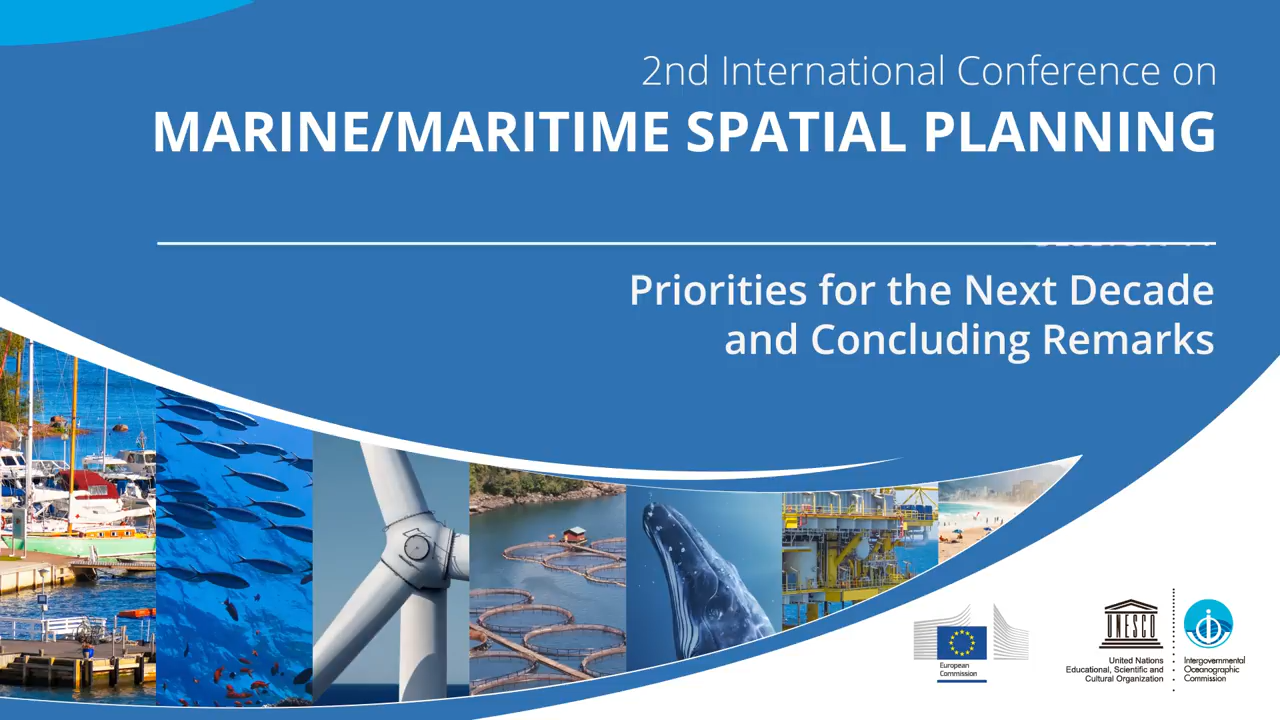 2nd International Conference on
MARINE/MARITIME SPATIAL PLANNING
Priorities for the Next Decade
and Concluding Remarks
European
Commission
UNESCO
United Nations
Educational, Scientific and
Cultural Organization
Intergovernmental
Oceanographic
Commission